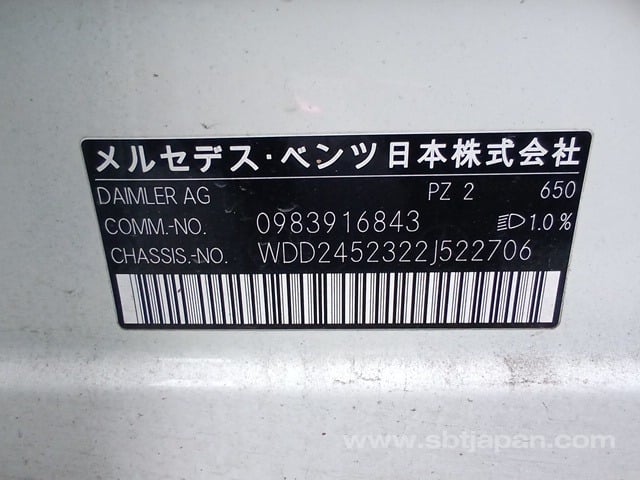 メルセデス・ベンツ日本株式会社
DAIMLER AG PZ 2 650
COMM.-NO. 0983916843 1.0%
CHASSIS.-NO. WDD2452322J522706
www.sbtjapan.com